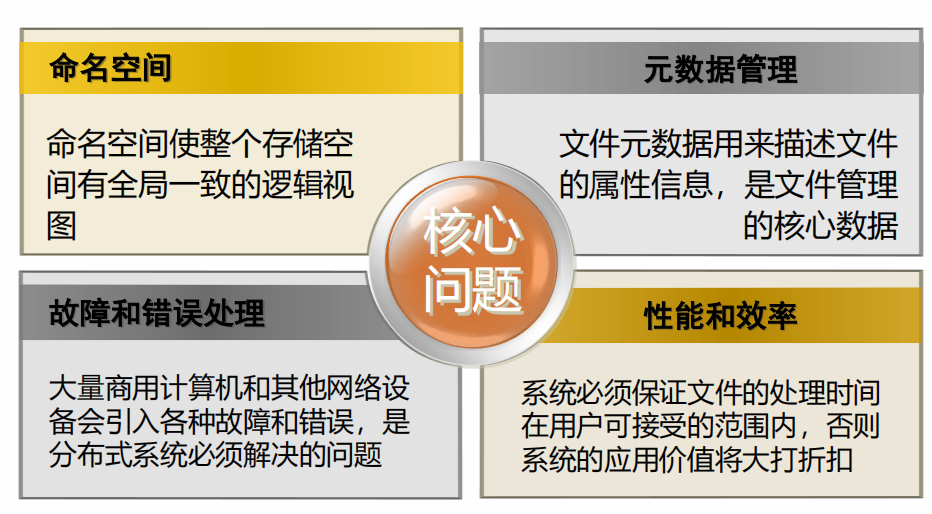 命名空间
命名空间使整个存储空
间有全局一致的逻辑视
图
元数据管理
文件元数据用来描述文件
的属性信息，是文件管理
的核心数据
核心
问题
故障和错误处理
大量商用计算机和其他网络设
备会引入各种故障和错误，是
分布式系统必须解决的问题
性能和效率
系统必须保证文件的处理时间
在用户可接受的范围内，否则
系统的应用价值将大打折扣